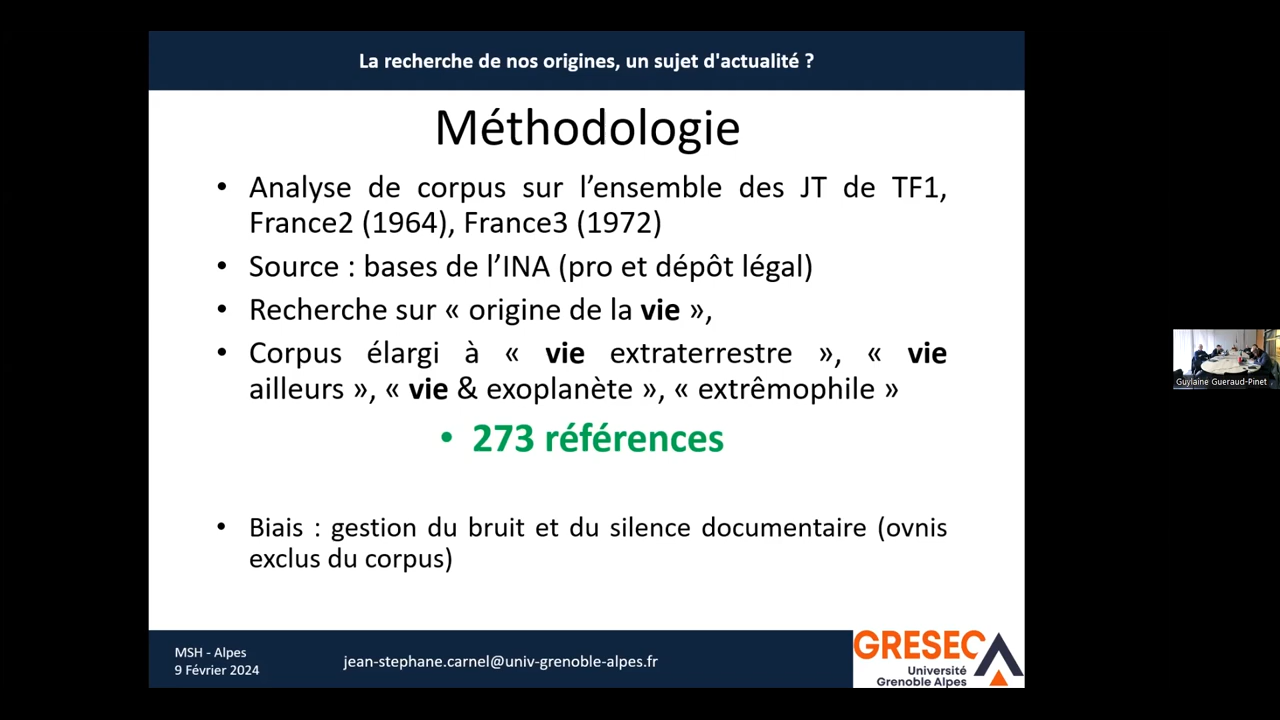 La recherche de nos origines, un sujet d'actualité ?
Méthodologie
• Analyse de corpus sur l’ensemble des JT de TF1,
France2 (1964), France3 (1972)
• Source : bases de l’INA (pro et dépôt légal)
• Recherche sur « origine de la vie »,
• Corpus élargi à « vie extraterrestre », « vie
ailleurs », « vie & exoplanète », « extrêmophile »
• 273 références
• Biais : gestion du bruit et du silence documentaire (ovnis
exclus du corpus)
Guylaine Gueraud-Pinet
MSH - Alpes
9 Février 2024
jean-stephane.carnel@univ-grenoble-alpes.fr
GRESEC
Université
Grenoble Alpes